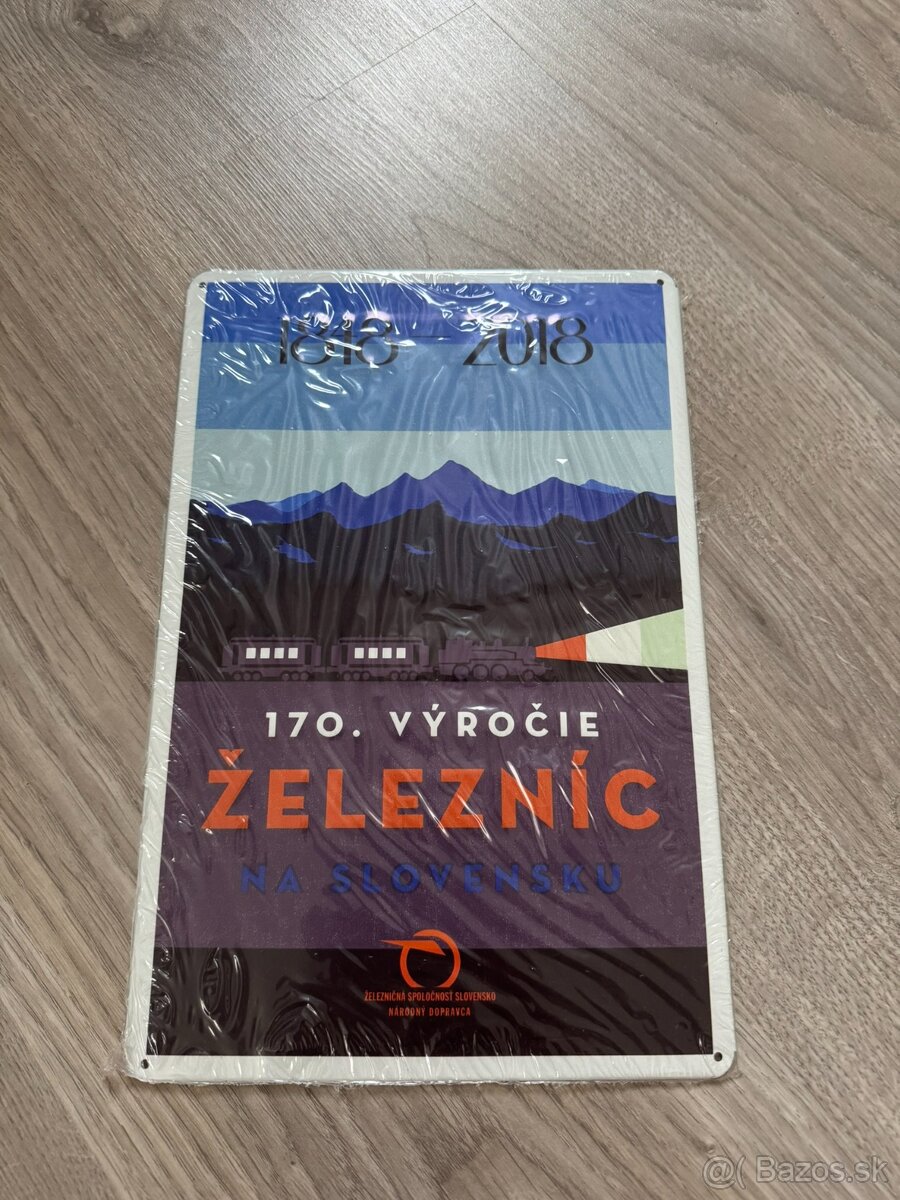 1848 — 2018
170. VÝROČIE
ŽELEZNÍC
NA SLOVENSKU
ŽELEZNIČNÁ SPOLOČNOSŤ SLOVENSKO
NÁRODNÝ DOPRAVCA
@( Bazos.sk